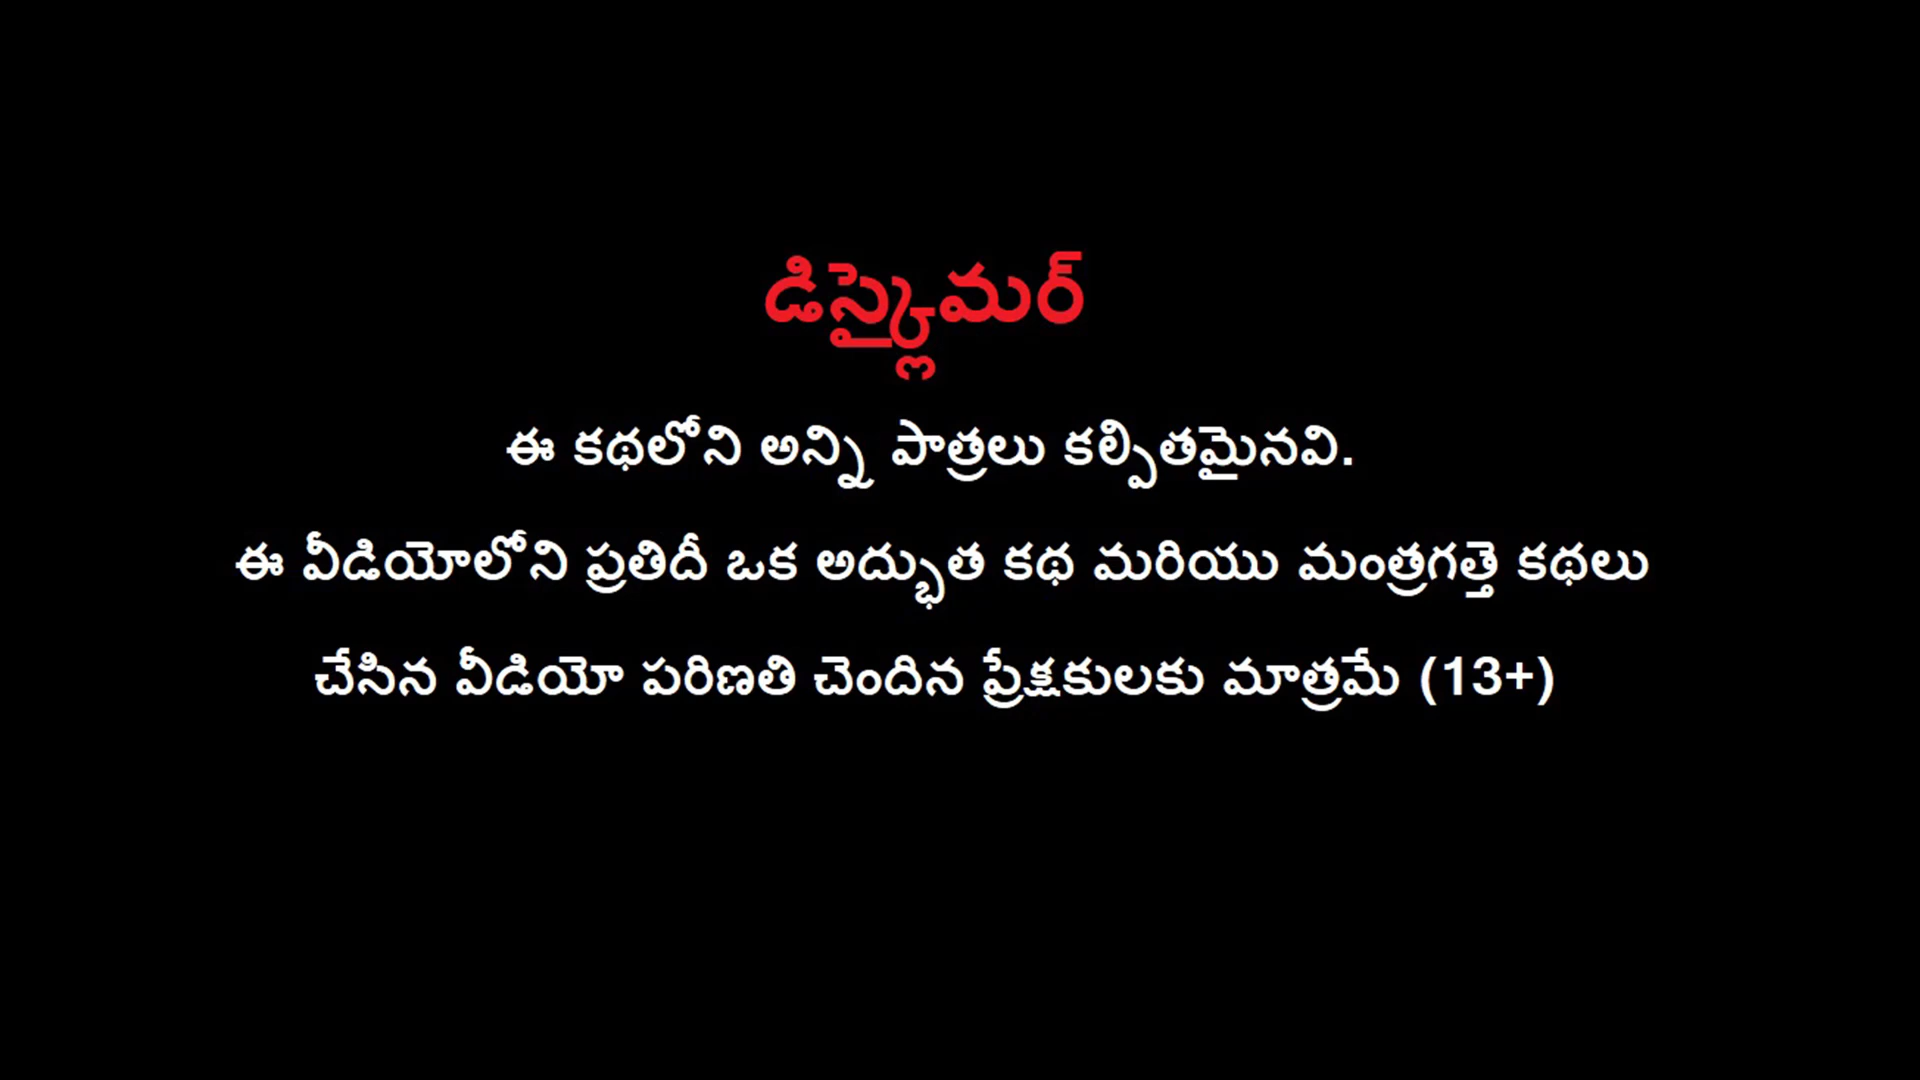 డిస్క్లైమర్
ఈ కథలోని అన్ని పాత్రలు కల్పితమైనవి.
ఈ వీడియోలోని ప్రతిదీ ఒక అద్భుత కథ మరియు మంత్రగత్తె కథలు
చేసిన వీడియో పరిణతి చెందిన ప్రేక్షకులకు మాత్రమే (13+)